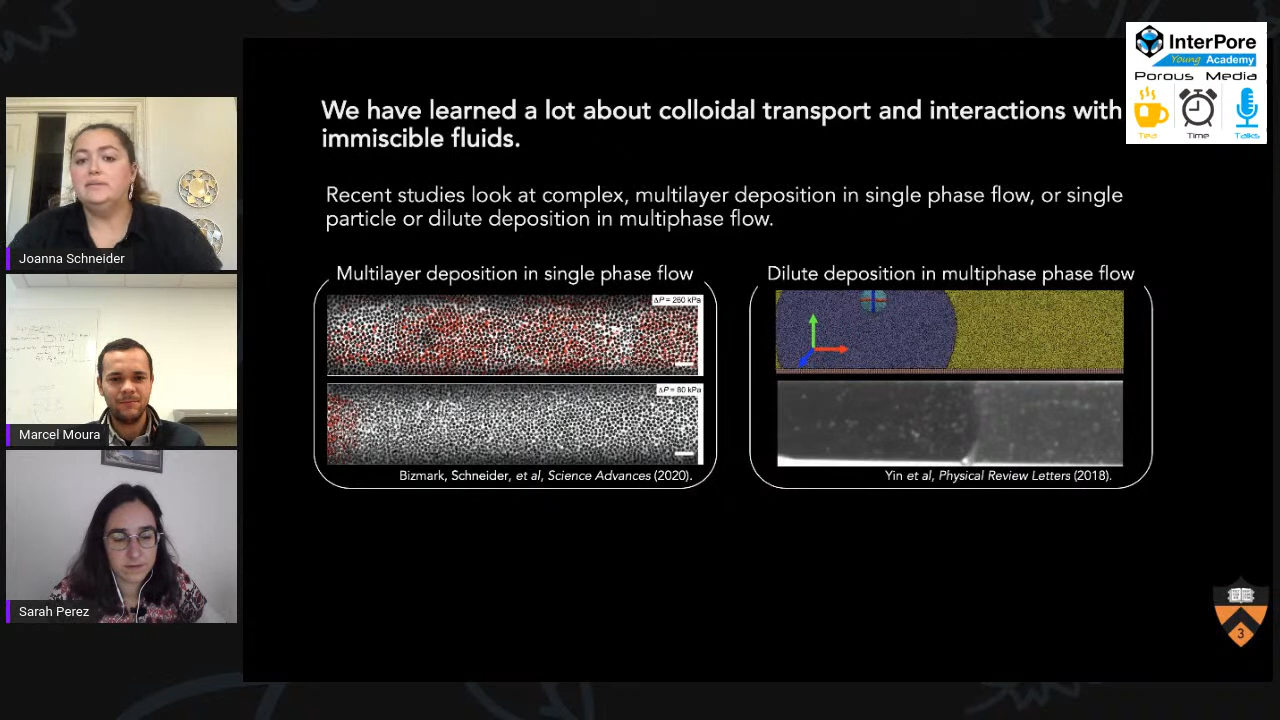 InterPore
Young Academy
Porous Media
Tea Time Talks
We have learned a lot about colloidal transport and interactions with
immiscible fluids.
Recent studies look at complex, multilayer deposition in single phase flow, or single
particle or dilute deposition in multiphase flow.
Multilayer deposition in single phase flow
ΔP = 260 kPa
ΔP = 80 kPa
Bizmark, Schneider, et al, Science Advances (2020).
Dilute deposition in multiphase phase flow
Yin et al, Physical Review Letters (2018).
Joanna Schneider
Marcel Moura
Sarah Perez
3